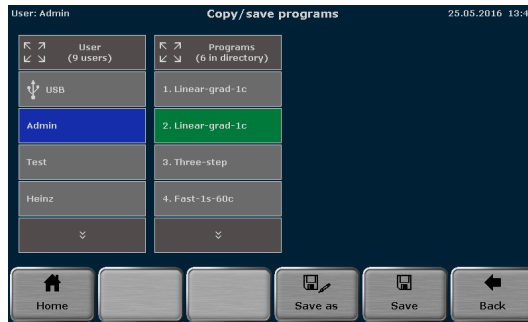 User: Admin
Copy/save programs
25.05.2016 13:4
User
(9 users)
USB
Admin
Test
Heinz
Programs
(6 in directory)
1. Linear-grad-1c
2. Linear-grad-1c
3. Three-step
4. Fast-1s-60c
Home
Save as
Save
Back